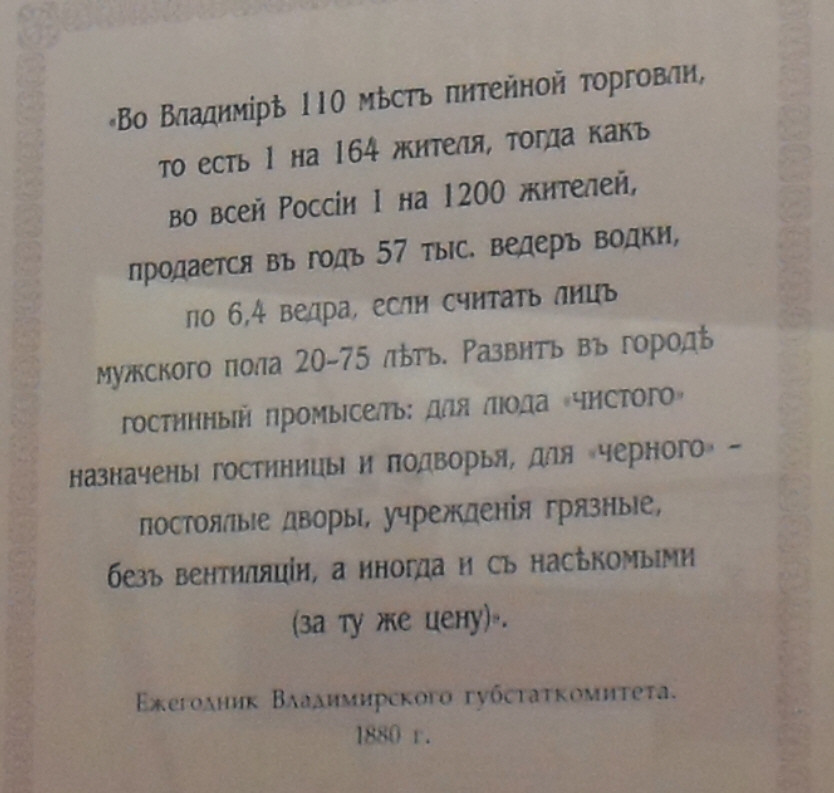 «Во Владимірѣ 110 мѣстъ питейной торговли,
то есть 1 на 164 жителя, тогда какъ
во всей Россіи 1 на 1200 жителей,
продается въ годъ 57 тыс. ведеръ водки,
по 6,4 ведра, если считать лицъ
мужского пола 20-75 лѣтъ. Развитъ въ городѣ
гостинный промыселъ: для люда «чистого»
назначены гостиницы и подворья, для «черного» –
постоялые дворы, учрежденія грязные,
безъ вентиляціи, а иногда и съ насѣкомыми
(за ту же цену)».
Ежегодник Владимирского губстаткомитета.
1880 г.